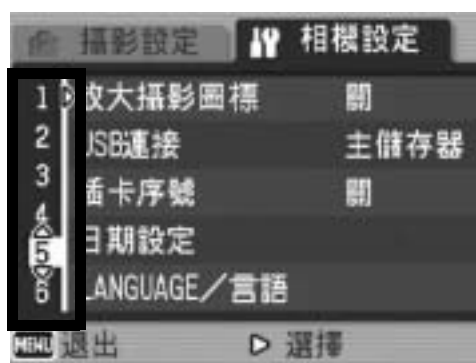 攝影設定 相機設定
1 放大攝影圖標 關
2 USB連接 主儲存器
3 插卡序號 關
4
5 日期設定
6 LANGUAGE／言語
MENU 退出 選擇